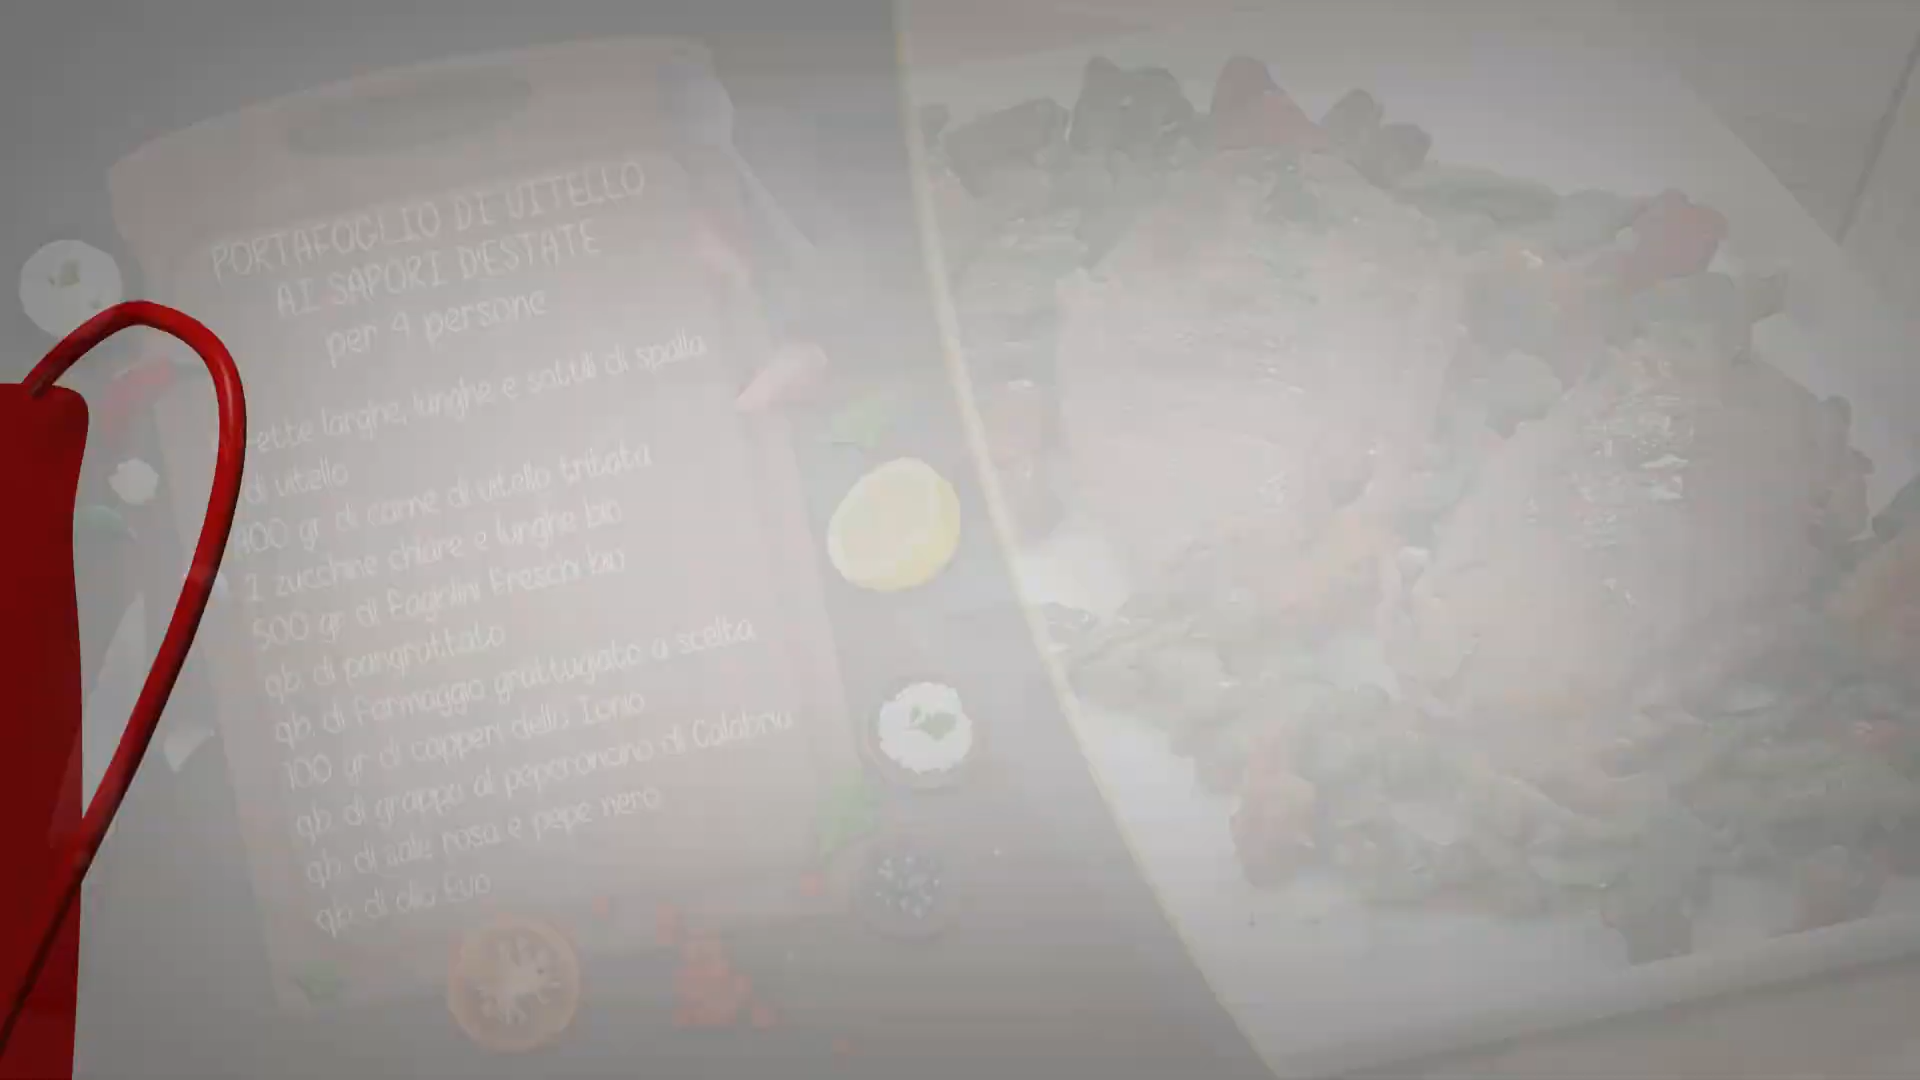 PORTAFOGLIO DI VITELLO
AI SAPORI D'ESTATE
per 4 persone
fette larghe, lunghe e sottili di spalla
di vitello
gr. di carne di vitello tritata
2 zucchine chiare e lunghe bio
500 gr di fagiolini freschi bio
qb. di pangrattato
qb. di formaggio grattugiato a scelta
100 gr di capperi dello Ionio
qb. di grappa al peperoncino di Calabria
qb. di sale rosa e pepe nero
qb. di olio Evo